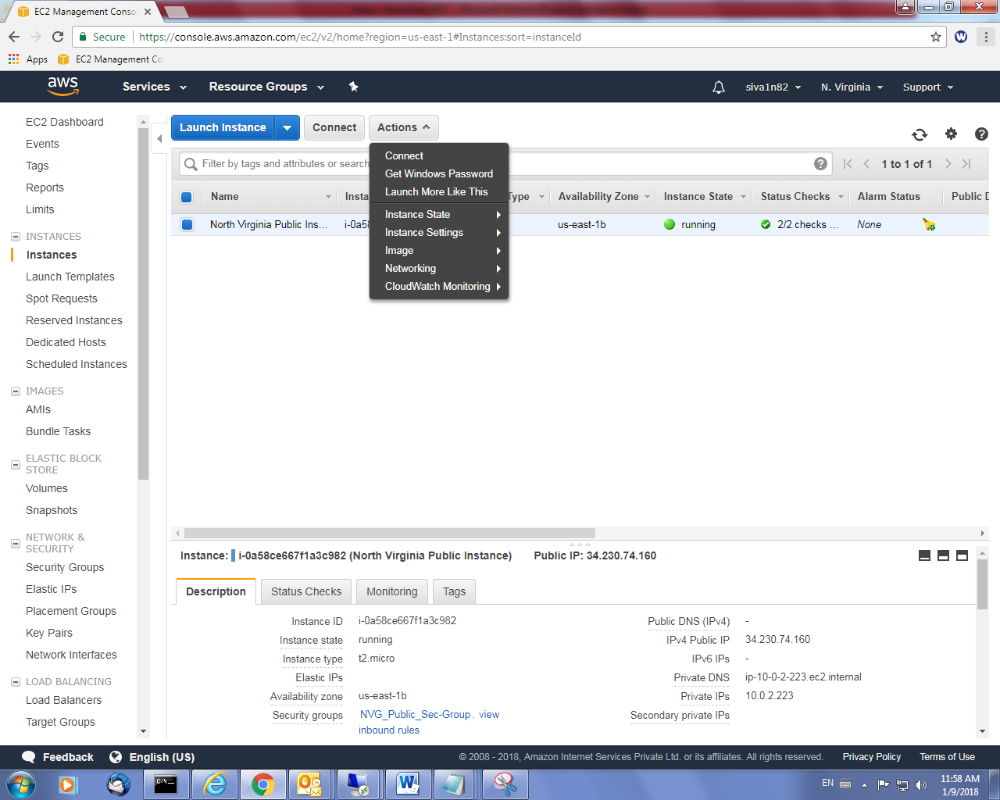 EC2 Management Conso
Secure
https://console.aws.amazon.com/ec2/v2/home?region=us-east-1#Instances:sort=instanceId
W
Apps
EC2 Management Co
aws
Services
Resource Groups
siva1n82
N. Virginia
Support
EC2 Dashboard
Events
Tags
Reports
Limits
INSTANCES
Instances
Launch Templates
Spot Requests
Reserved Instances
Dedicated Hosts
Scheduled Instances
IMAGES
AMIs
Bundle Tasks
ELASTIC BLOCK
STORE
Volumes
Snapshots
NETWORK &
SECURITY
Security Groups
Elastic IPs
Placement Groups
Key Pairs
Network Interfaces
LOAD BALANCING
Load Balancers
Target Groups
Launch Instance
Connect
Actions
Connect
Get Windows Password
Launch More Like This
Instance State
Instance Settings
Image
Networking
CloudWatch Monitoring
Filter by tags and attributes or search
1 to 1 of 1
Name Insta Type Availability Zone Instance State Status Checks Alarm Status Public D
North Virginia Public Ins... i-0a58 us-east-1b running 2/2 checks ... None
Instance: i-0a58ce667f1a3c982 (North Virginia Public Instance) Public IP: 34.230.74.160
Description Status Checks Monitoring Tags
Instance ID i-0a58ce667f1a3c982
Instance state running
Instance type t2.micro
Elastic IPs
Availability zone us-east-1b
Security groups NVG_Public_Sec-Group. view
inbound rules
Public DNS (IPv4) -
IPv4 Public IP 34.230.74.160
IPv6 IPs -
Private DNS ip-10-0-2-223.ec2.internal
Private IPs 10.0.2.223
Secondary private IPs
Feedback
English (US)
© 2008 - 2018, Amazon Internet Services Private Ltd. or its affiliates. All rights reserved.
Privacy Policy
Terms of Use
EN
11:58 AM
1/9/2018